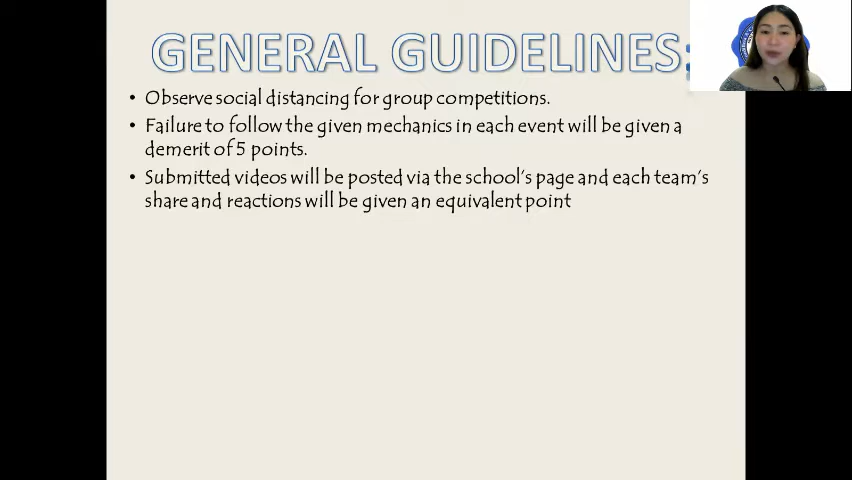 GENERAL GUIDELINES:
• Observe social distancing for group competitions.
• Failure to follow the given mechanics in each event will be given a
demerit of 5 points.
• Submitted videos will be posted via the school's page and each team's
share and reactions will be given an equivalent point